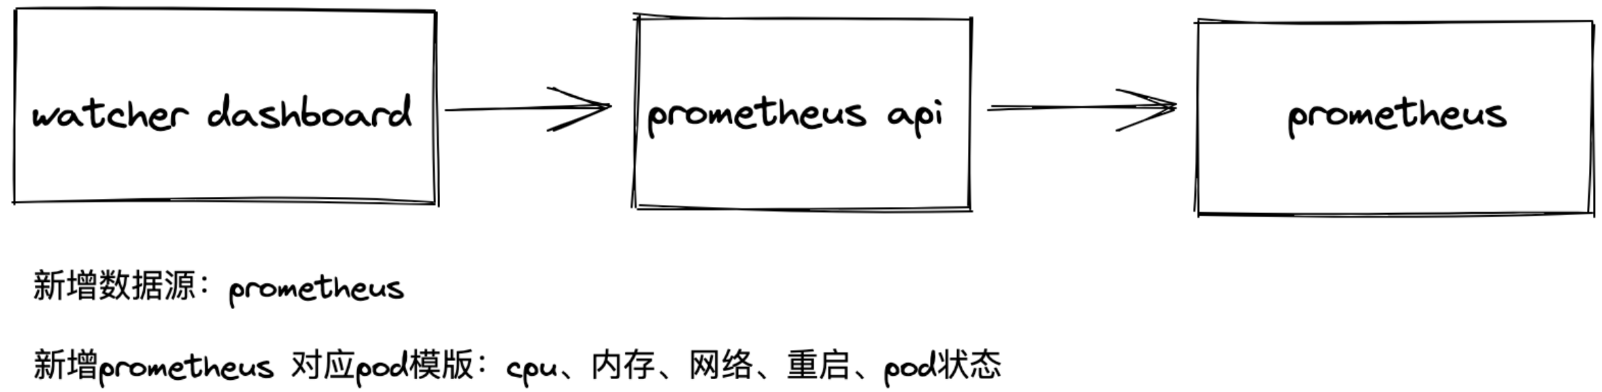 watcher dashboard
prometheus api
prometheus
新增数据源：prometheus
新增prometheus 对应pod模版：cpu、内存、网络、重启、pod状态